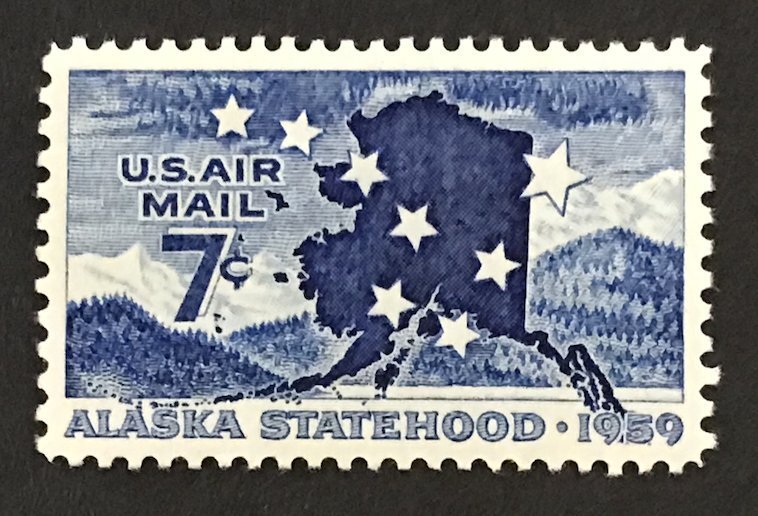 U.S. AIR
MAIL
7¢
ALASKA STATEHOOD · 1959